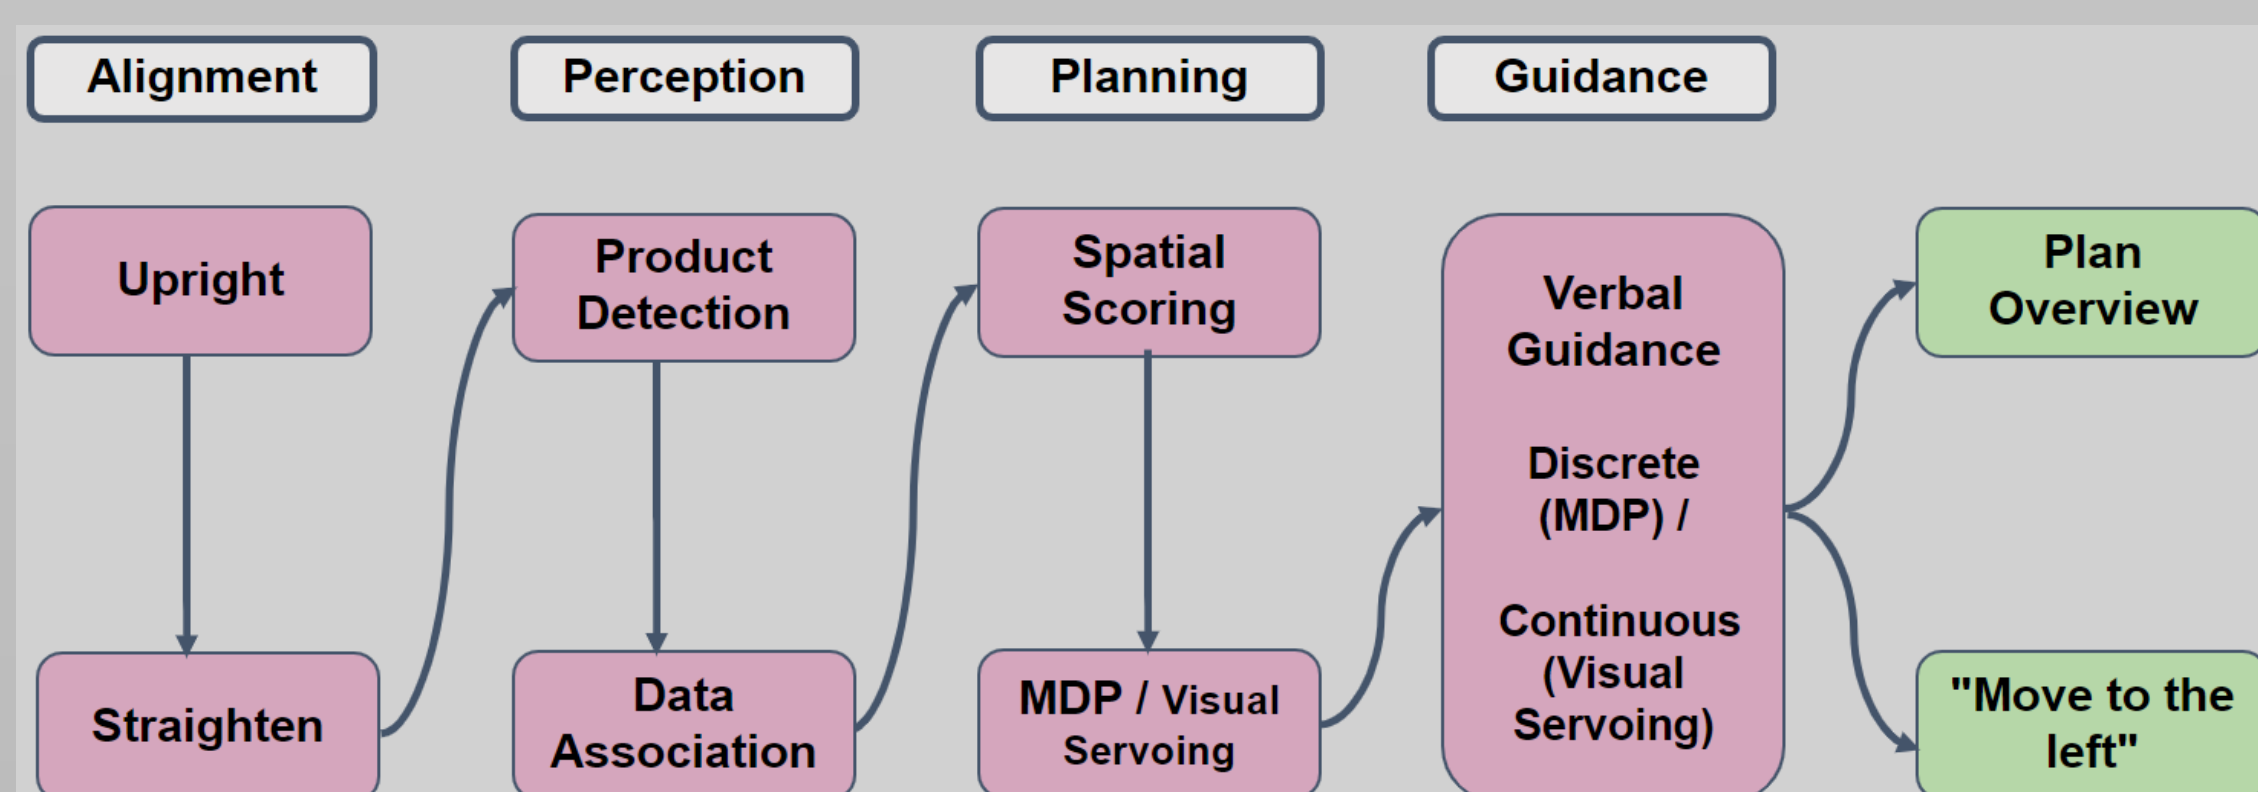 Alignment
Perception
Planning
Guidance
Upright
Straighten
Product
Detection
Data
Association
Spatial
Scoring
MDP / Visual
Servoing
Verbal
Guidance
Discrete
(MDP) /
Continuous
(Visual
Servoing)
Plan
Overview
"Move to the
left"